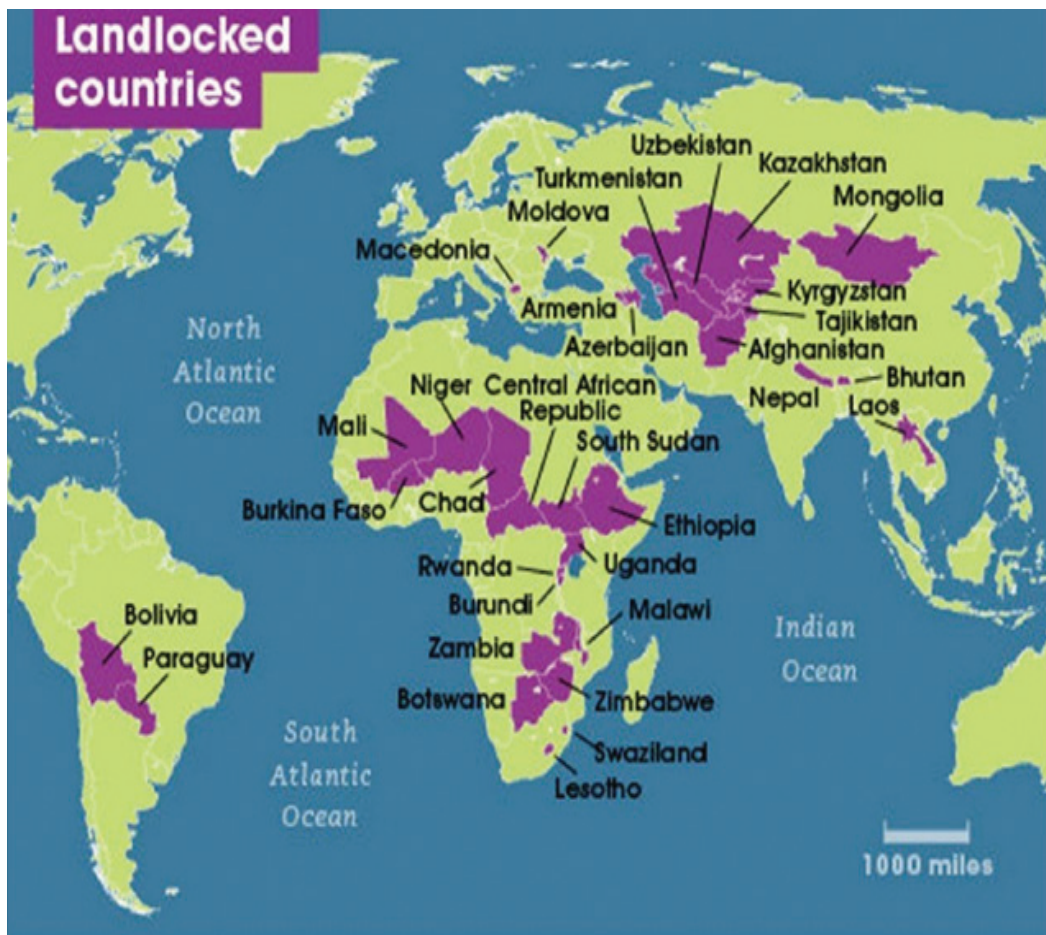 Landlocked
countries
Uzbekistan
Kazakhstan
Turkmenistan
Mongolia
Moldova
Macedonia
Armenia
Kyrgyzstan
Tajikistan
Azerbaijan
Afghanistan
North
Atlantic
Ocean
Nepal
Bhutan
Laos
Niger
Central African
Republic
Mali
South Sudan
Burkina Faso
Chad
Ethiopia
Rwanda
Uganda
Burundi
Malawi
Bolivia
Paraguay
Zambia
Botswana
Zimbabwe
Indian
Ocean
South
Atlantic
Ocean
Swaziland
Lesotho
1000 miles